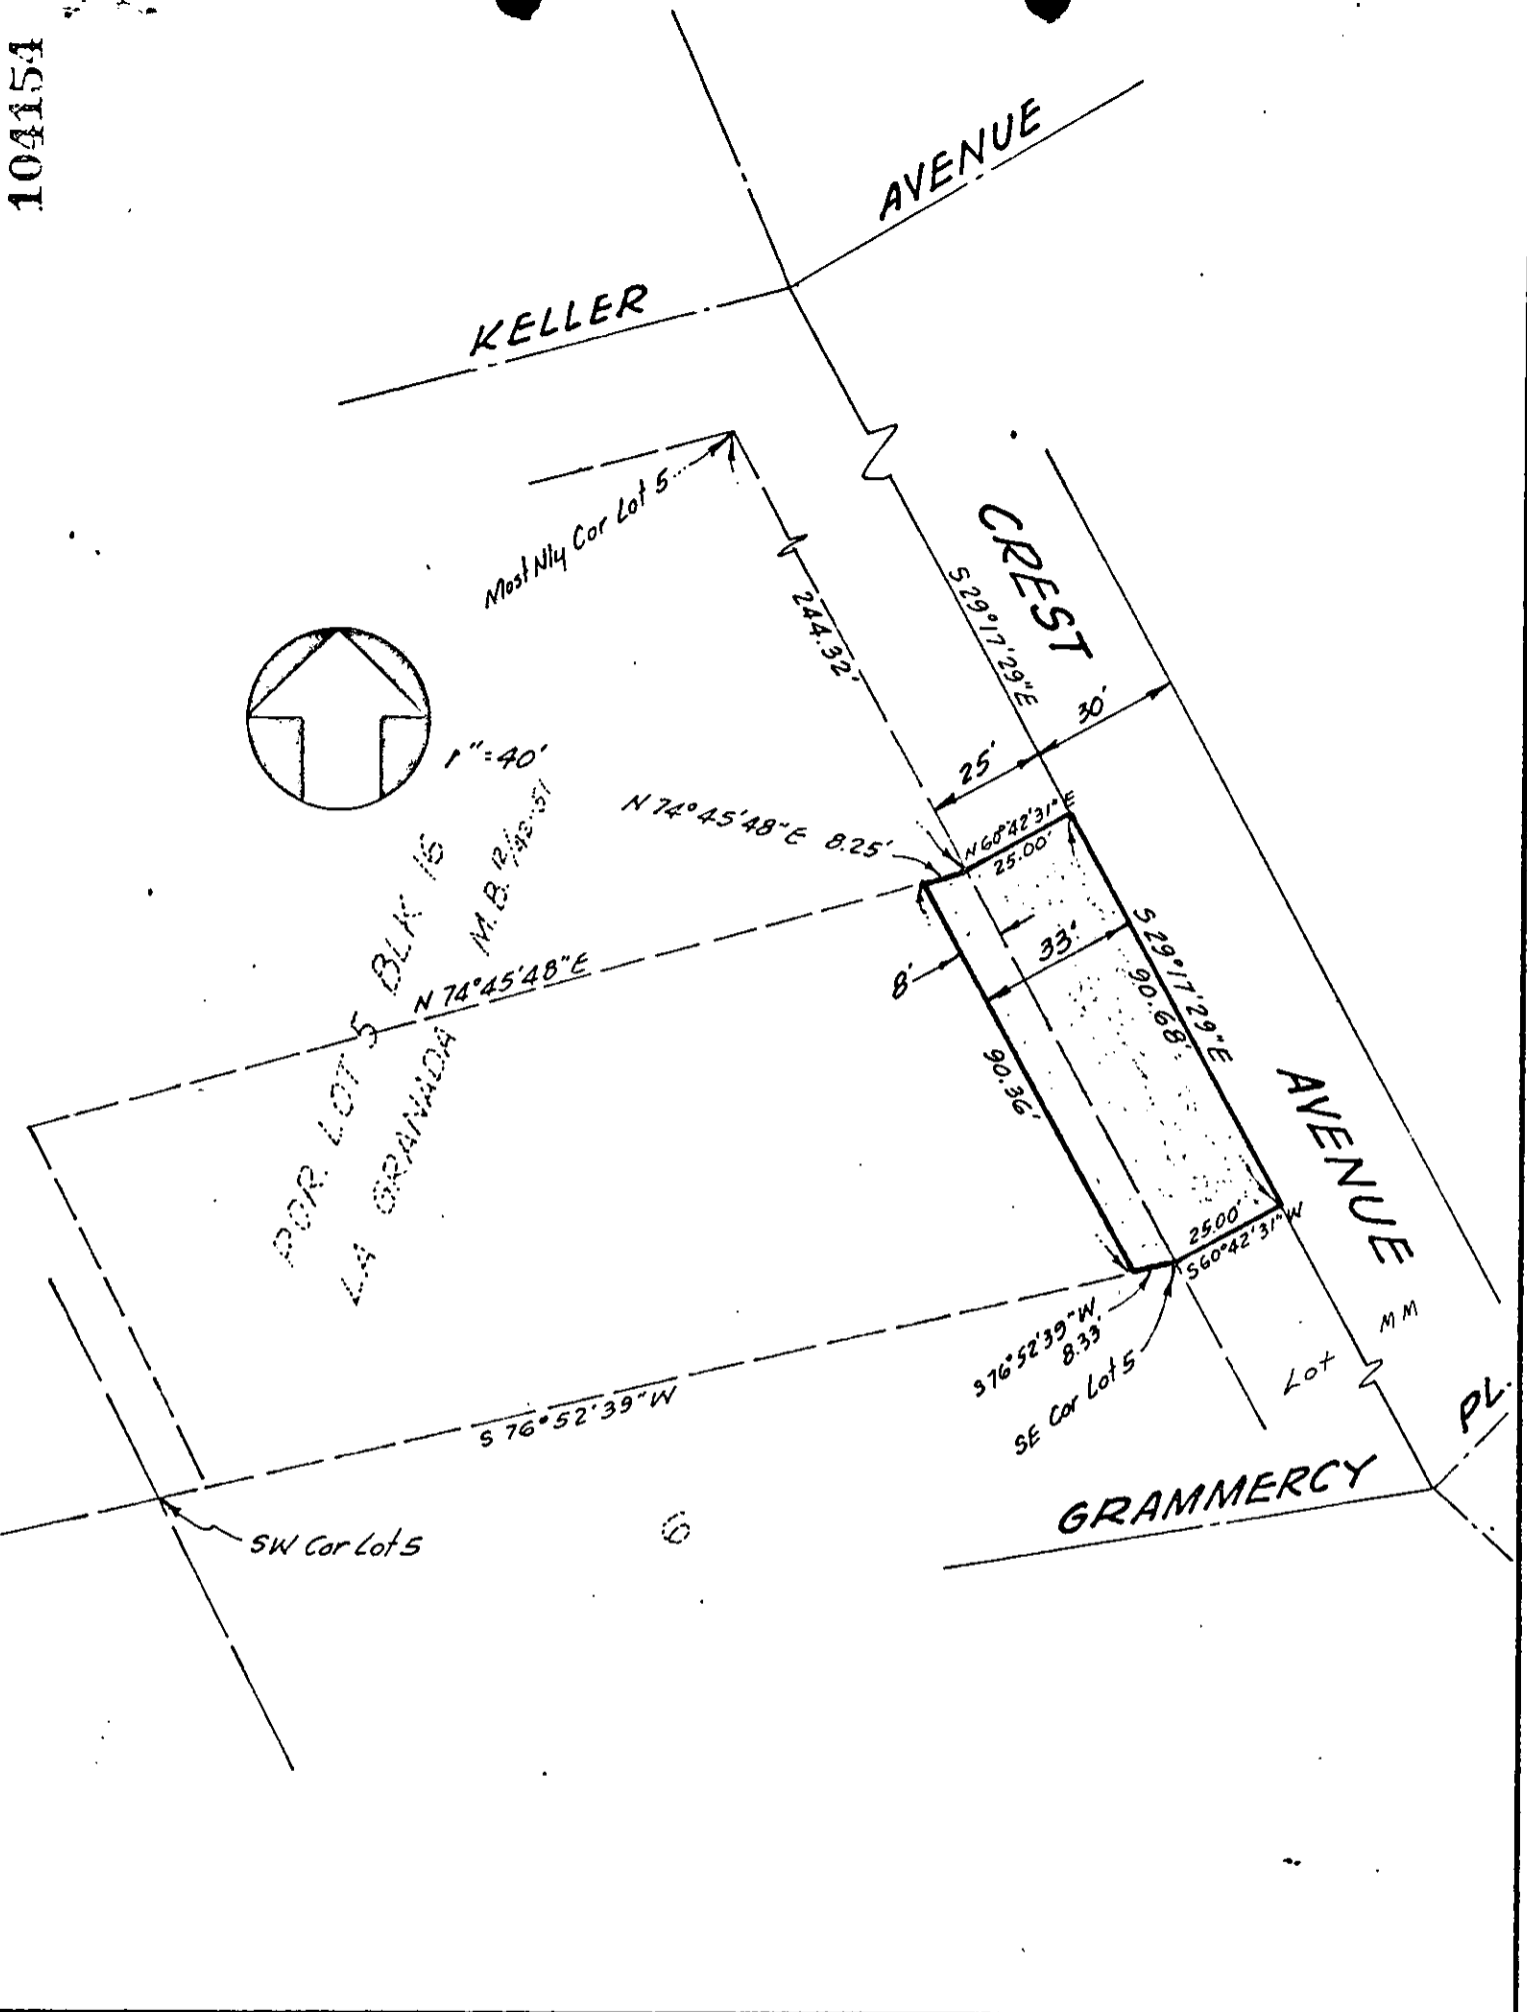 104154
AVENUE
KELLER
Most Nly Cor Lot 5
CREST
S 29°17'29"E
244.32'
30'
25'
1"=40'
N 74°45'48"E 8.25'
N 60°42'31"E
25.00'
POR. LOT 5 BLK 16
LA GRANADA M.B.
N 74°45'48"E
33'
8'
S 29°17'29"E
90.68'
90.36'
AVENUE
25.00'
S 60°42'31"W
S 76°52'39"W
8.33'
SE Cor Lot 5
Lot MM
PL.
S 76°52'39"W
GRAMMERCY
SW Cor Lot 5
6